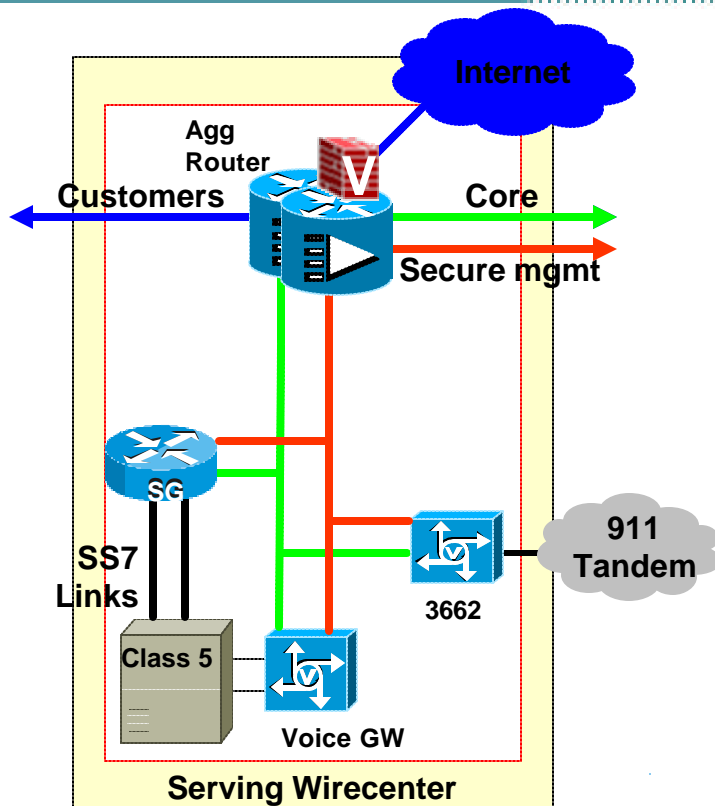 Internet
Agg
Router
V
Customers
Core
Secure mgmt
SG
SS7
Links
V
911
Tandem
3662
Class 5
V
Voice GW
Serving Wirecenter